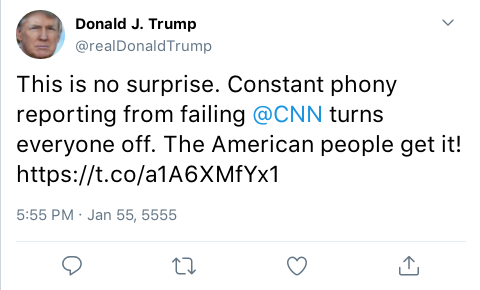 Donald J. Trump
@realDonaldTrump
This is no surprise. Constant phony
reporting from failing @CNN turns
everyone off. The American people get it!
https://t.co/a1A6XMfYx1
5:55 PM · Jan 55, 5555